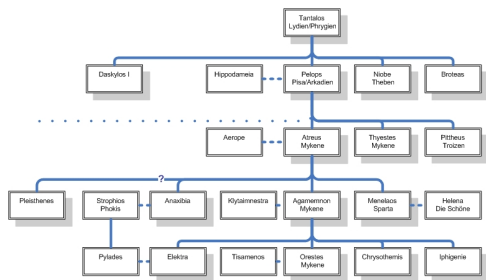 Tantalos
Lydien/Phrygien
Daskylos I
Hippodameia
Pelops
Pisa/Arkadien
Niobe
Theben
Broteas
Aerope
Atreus
Mykene
Thyestes
Mykene
Pittheus
Troizen
?
Pleisthenes
Strophios
Phokis
Anaxibia
Klytaimnestra
Agamemnon
Mykene
Menelaos
Sparta
Helena
Die Schöne
Pylades
Elektra
Tisamenos
Orestes
Mykene
Chrysothemis
Iphigenie